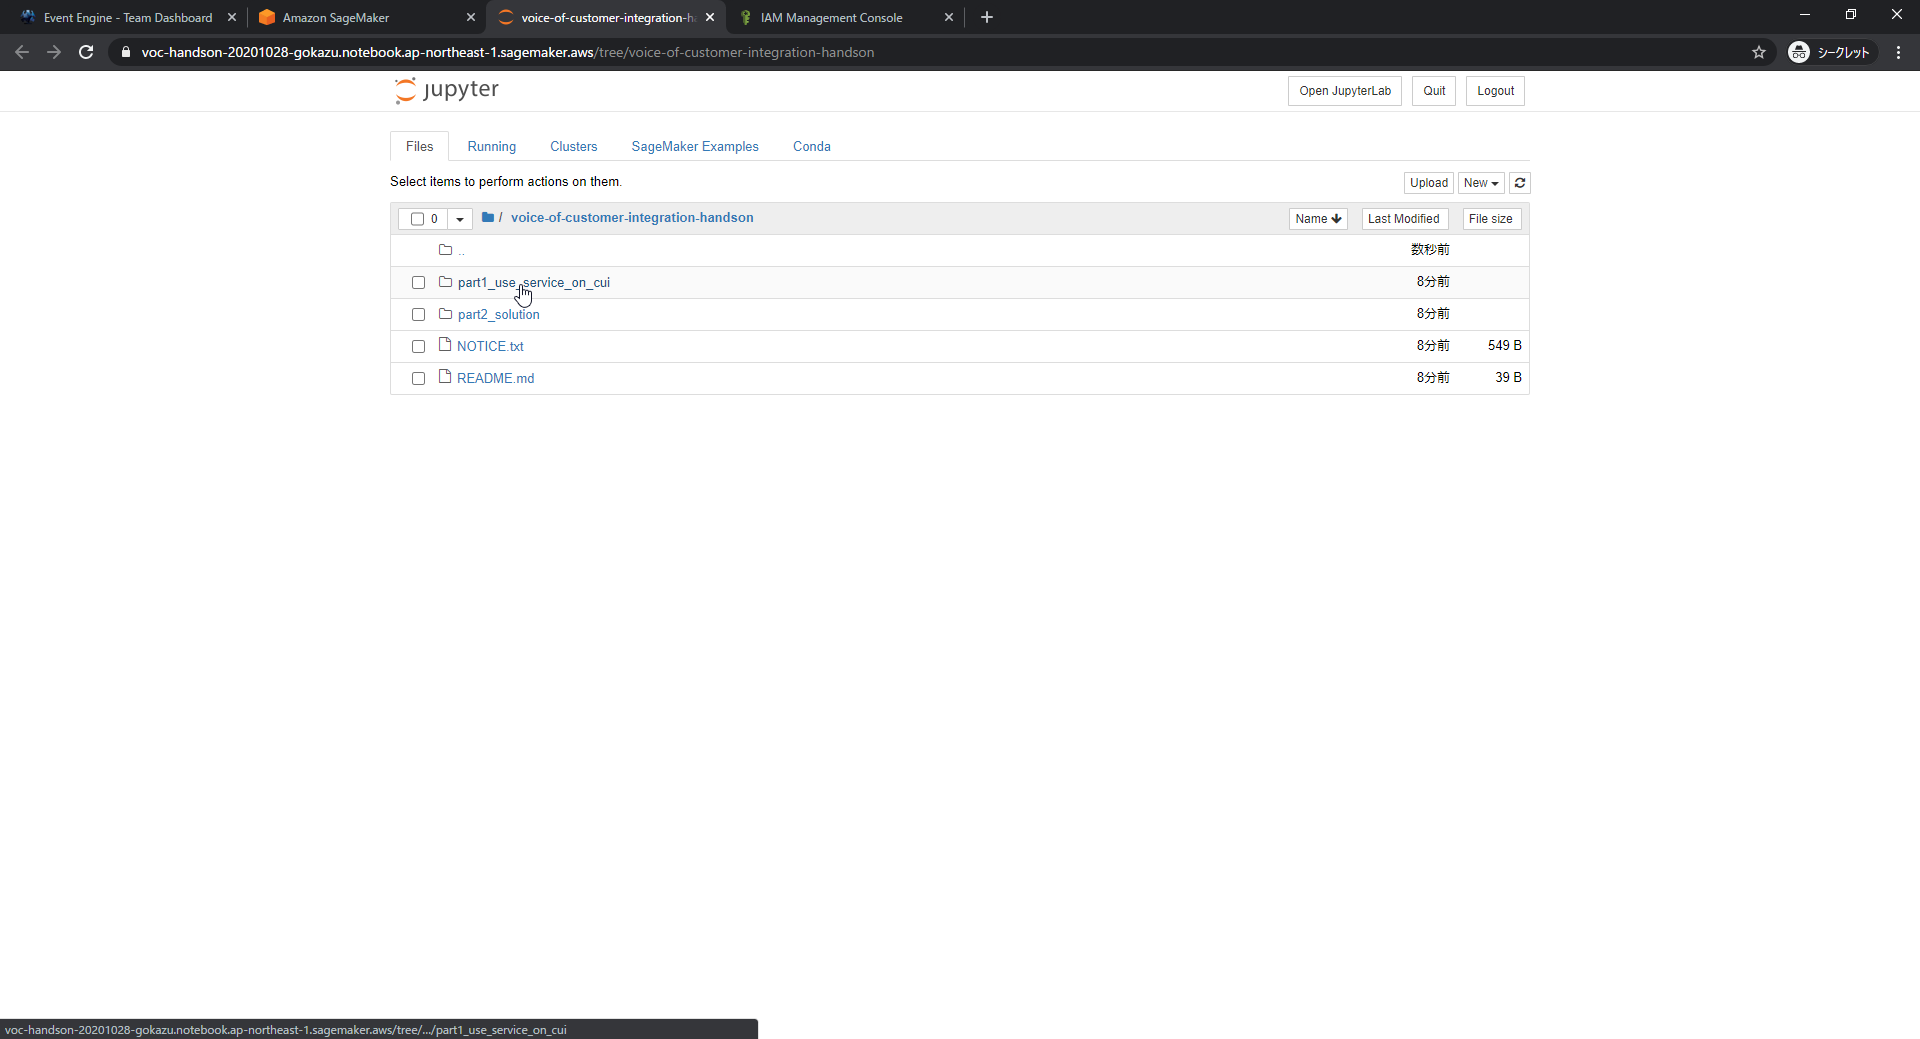 Event Engine - Team Dashboard
Amazon SageMaker
voice-of-customer-integration-h
IAM Management Console
voc-handson-20201028-gokazu.notebook.ap-northeast-1.sagemaker.aws/tree/voice-of-customer-integration-handson
シークレット
jupyter
Open JupyterLab
Quit
Logout
Files
Running
Clusters
SageMaker Examples
Conda
Select items to perform actions on them.
Upload
New
0
/ voice-of-customer-integration-handson
Name
Last Modified
File size
..
数秒前
part1_use_service_on_cui
8分前
part2_solution
8分前
NOTICE.txt
8分前
549 B
README.md
8分前
39 B
voc-handson-20201028-gokazu.notebook.ap-northeast-1.sagemaker.aws/tree/.../part1_use_service_on_cui